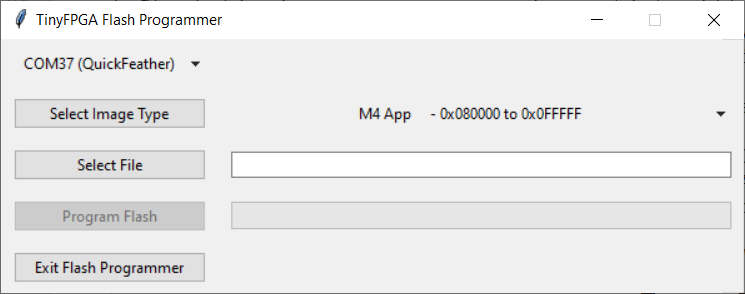 TinyFPGA Flash Programmer
COM37 (QuickFeather)
Select Image Type
M4 App - 0x080000 to 0x0FFFFF
Select File
Program Flash
Exit Flash Programmer